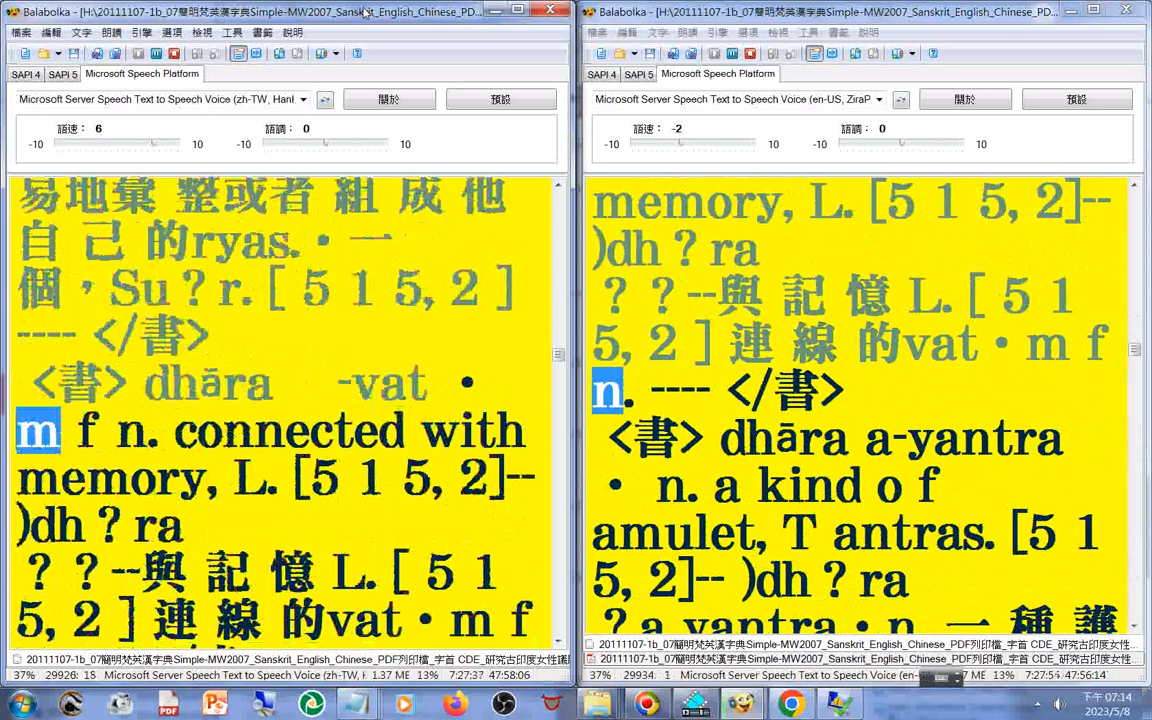 Balabolka - [H:\20111107-1b_07簡明梵英漢字典Simple-MW2007_Sanskrit_English_Chinese_PD...
檔案 編輯 文字 朗讀 引擎 選項 檢視 工具 書籤 說明
SAPI 4 SAPI 5 Microsoft Speech Platform
Microsoft Server Speech Text to Speech Voice (zh-TW, Hanl 關於 預設
語速： 6 語調： 0
-10 10 -10 10
易地彙 整或者 組 成 他
自 己 的ryas.・一
個，Su？r.[ 5 1 5, 2 ]
---- </書>
<書> dhāra -vat •
m f n. connected with
memory, L. [5 1 5, 2]--
)dh？ra
？？--與 記 憶 L. [ 5 1
5, 2 ] 連 線 的vat・m f
20111107-1b_07簡明梵英漢字典Simple-MW2007_Sanskrit_English_Chinese_PDF列印檔_字首 CDE_研究古印度女性議
37% 29926: 18 Microsoft Server Speech Text to Speech Voice (zh-TW, H 1.37 ME 13% 7:27:37 47:58:06
Balabolka - [H:\20111107-1b_07簡明梵英漢字典Simple-MW2007_Sanskrit_English_Chinese_PD...
檔案 編輯 文字 朗讀 引擎 選項 檢視 工具 書籤 說明
SAPI 4 SAPI 5 Microsoft Speech Platform
Microsoft Server Speech Text to Speech Voice (en-US, ZiraP 關於 預設
語速： -2 語調： 0
-10 10 -10 10
memory, L. [5 1 5, 2]--
)dh？ra
？？--與 記 憶 L. [ 5 1
5, 2 ] 連 線 的vat・m f
n. ---- </書>
<書> dhāra a-yantra
• n. a kind o f
amulet, T antras. [5 1
5, 2]-- )dh？ra
？a yantra・n. 一 種 護
20111107-1b_07簡明梵英漢字典Simple-MW2007_Sanskrit_English_Chinese_PDF列印檔_字首 CDE_研究古印度女性...
20111107-1b_07簡明梵英漢字典Simple-MW2007_Sanskrit_English_Chinese_PDF列印檔_字首 CDE_研究古印度女性...
37% 29934: 1 Microsoft Server Speech Text to Speech Voice (en-US 7 ME 13% 7:27:54 47:56:14
下午 07:14
2023/5/8